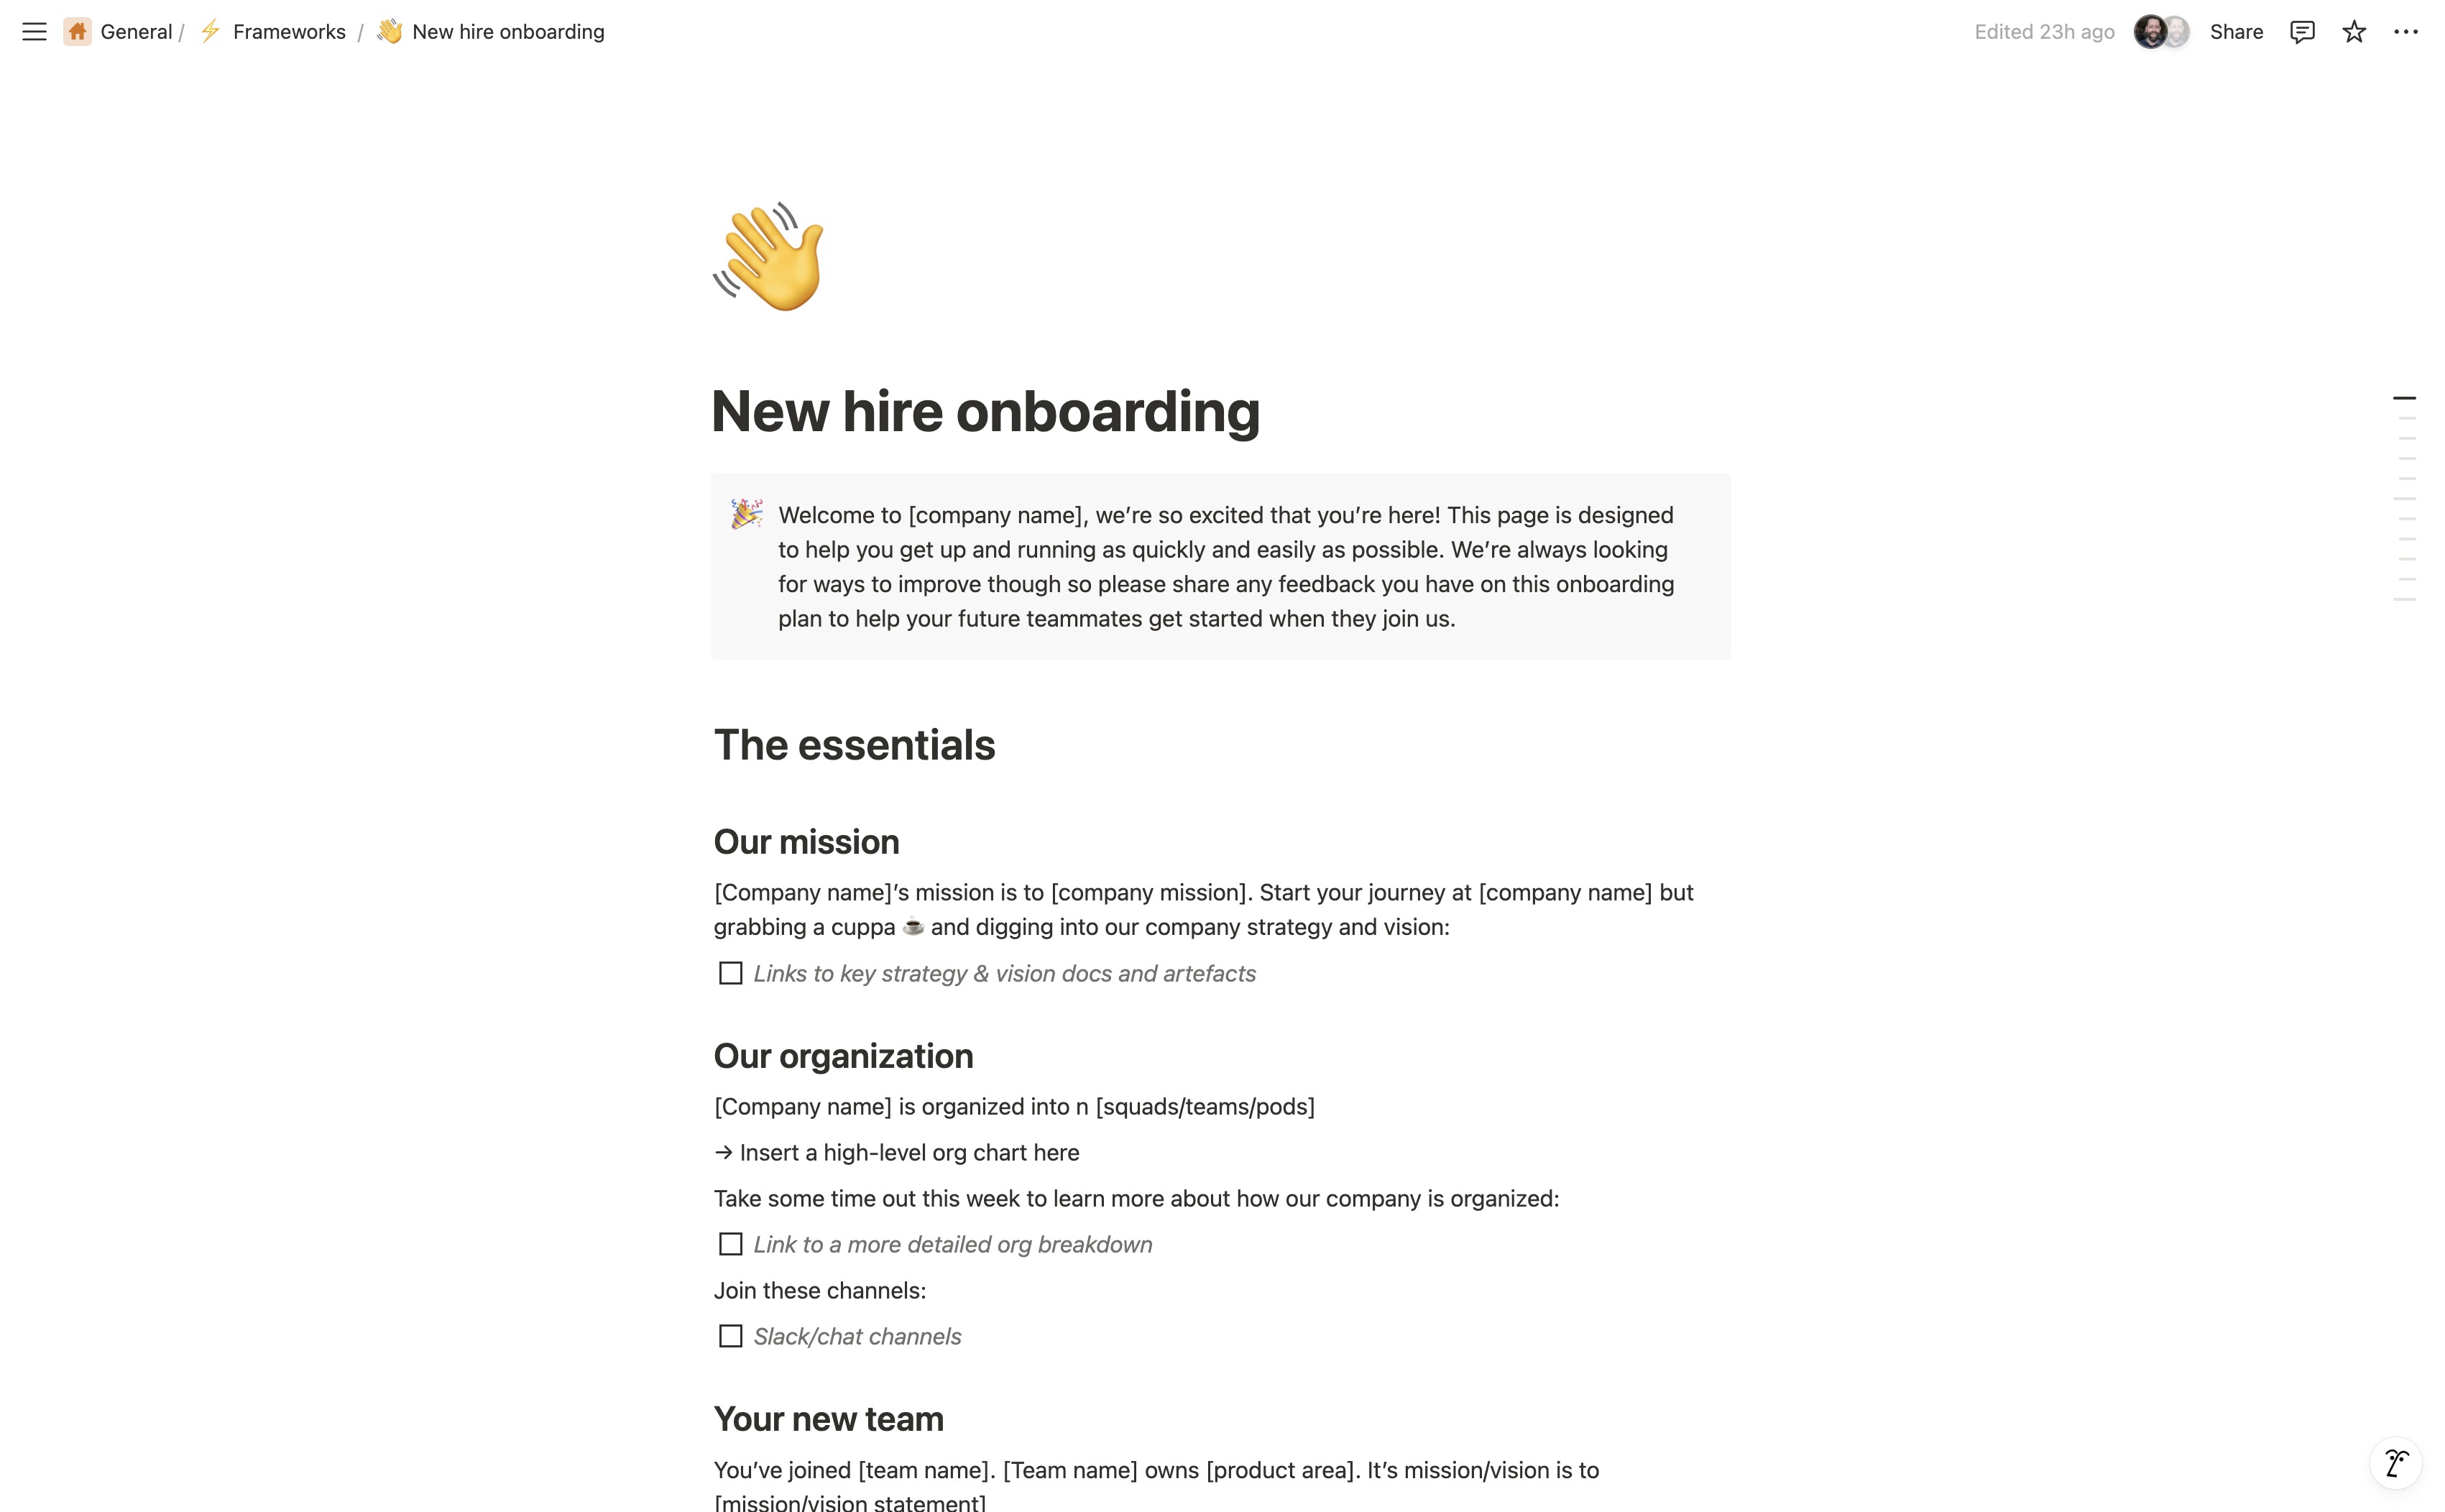 General / ⚡ Frameworks / 👋 New hire onboarding
Edited 23h ago
Share
New hire onboarding
🎉 Welcome to [company name], we’re so excited that you’re here! This page is designed
to help you get up and running as quickly and easily as possible. We’re always looking
for ways to improve though so please share any feedback you have on this onboarding
plan to help your future teammates get started when they join us.
The essentials
Our mission
[Company name]’s mission is to [company mission]. Start your journey at [company name] but
grabbing a cuppa ☕ and digging into our company strategy and vision:
Links to key strategy & vision docs and artefacts
Our organization
[Company name] is organized into n [squads/teams/pods]
→ Insert a high-level org chart here
Take some time out this week to learn more about how our company is organized:
Link to a more detailed org breakdown
Join these channels:
Slack/chat channels
Your new team
You’ve joined [team name]. [Team name] owns [product area]. It’s mission/vision is to
[mission/vision statement]